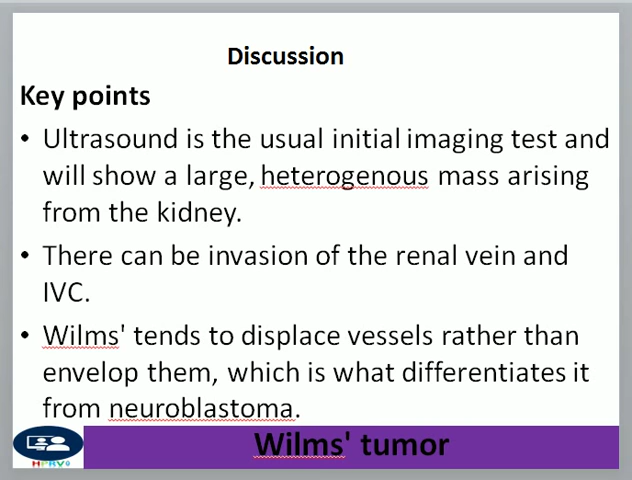 Discussion
Key points
• Ultrasound is the usual initial imaging test and
will show a large, heterogenous mass arising
from the kidney.
• There can be invasion of the renal vein and
IVC.
• Wilms' tends to displace vessels rather than
envelop them, which is what differentiates it
from neuroblastoma.
Wilms' tumor